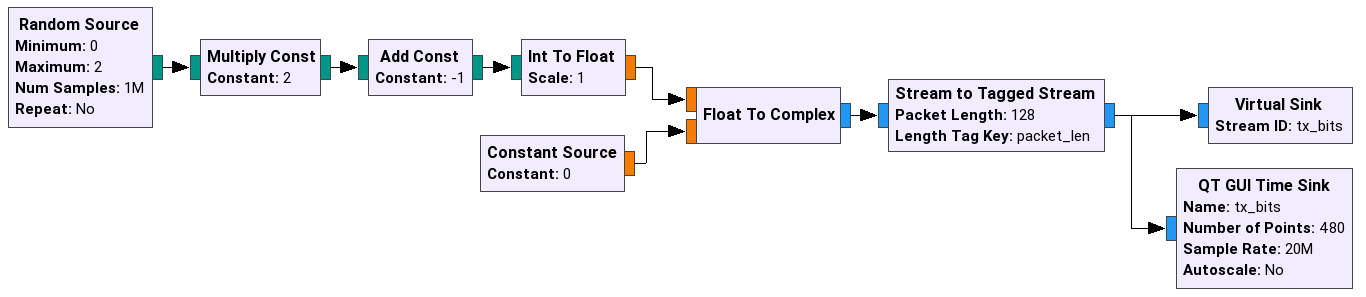 Random Source
Minimum: 0
Maximum: 2
Num Samples: 1M
Repeat: No
Multiply Const
Constant: 2
Add Const
Constant: -1
Int To Float
Scale: 1
Constant Source
Constant: 0
Float To Complex
Stream to Tagged Stream
Packet Length: 128
Length Tag Key: packet_len
Virtual Sink
Stream ID: tx_bits
QT GUI Time Sink
Name: tx_bits
Number of Points: 480
Sample Rate: 20M
Autoscale: No